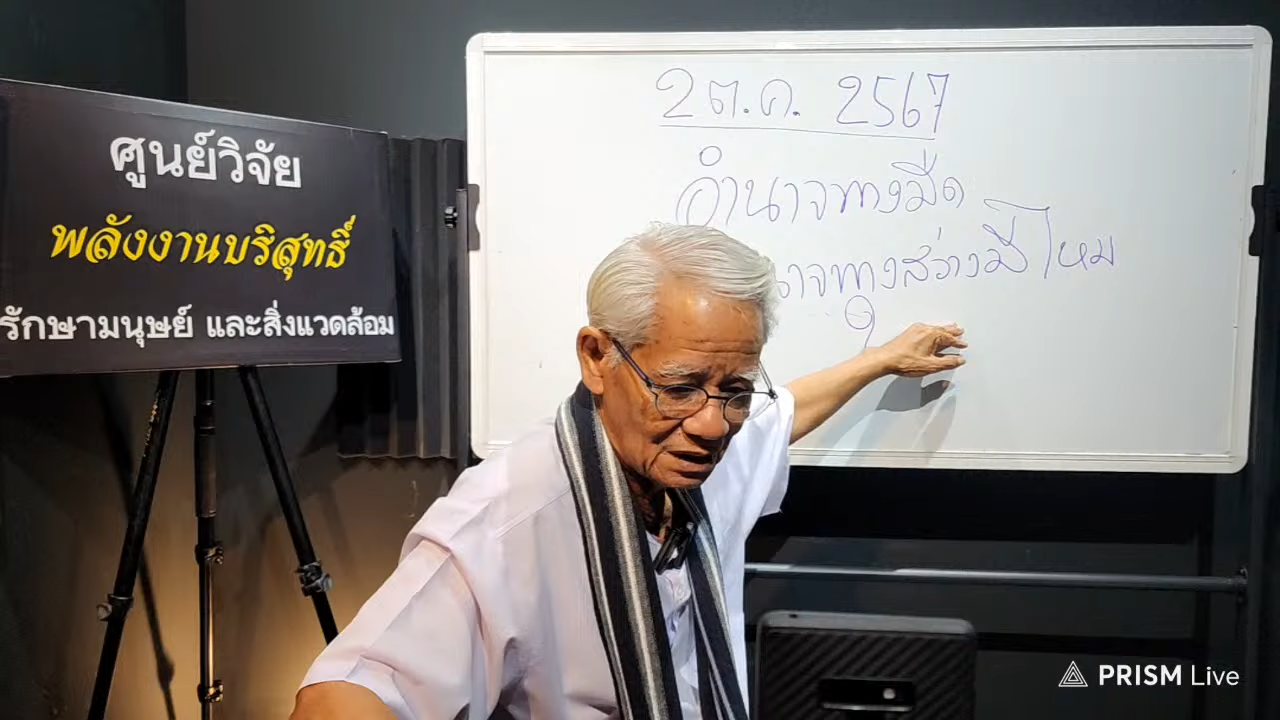 ศูนย์วิจัย
พลังงานบริสุทธิ์
รักษามนุษย์ และสิ่งแวดล้อม
2 ต.ค. 2567
อำนาจทางมืด
นาจทางสว่างมีไหม
PRISM Live